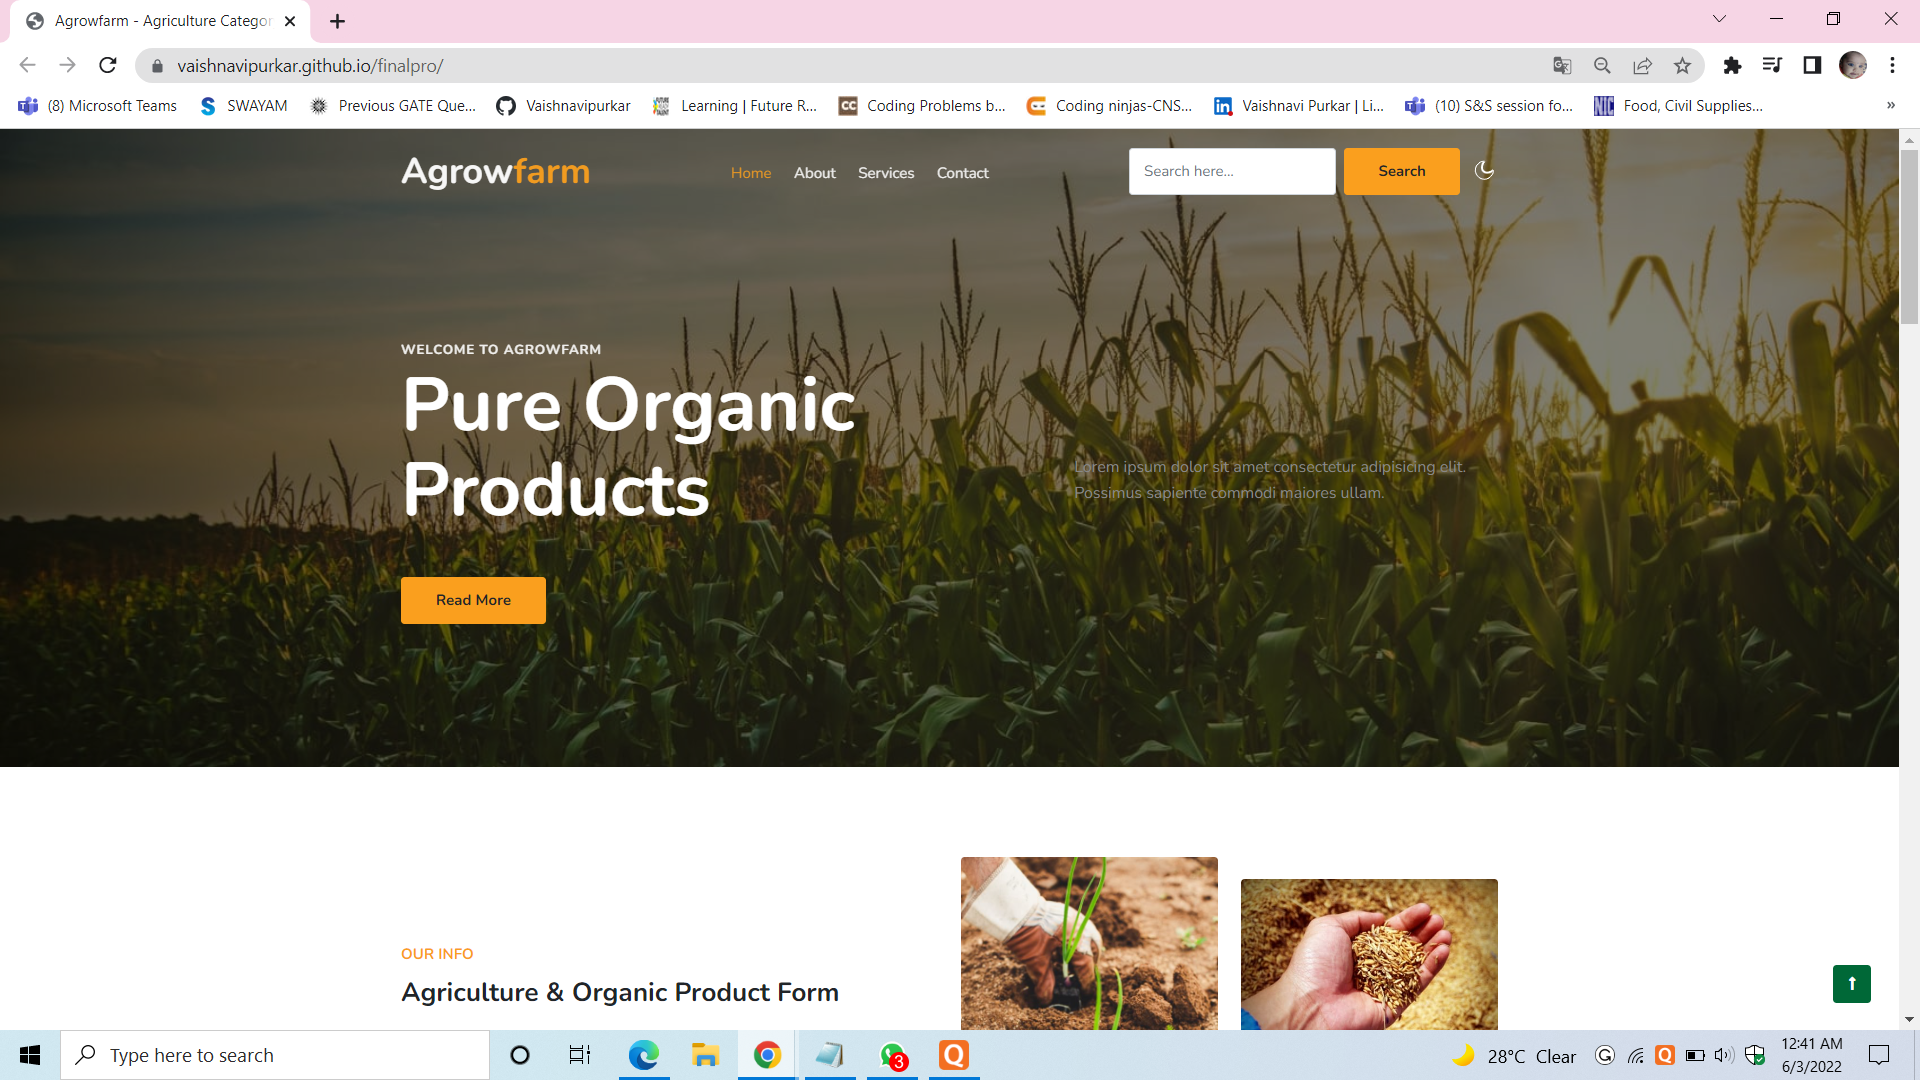 Agrowfarm - Agriculture Categor
vaishnavipurkar.github.io/finalpro/
(8) Microsoft Teams
SWAYAM
Previous GATE Que...
Vaishnavipurkar
Learning | Future R...
CC
Coding Problems b...
Coding ninjas-CNS...
in
Vaishnavi Purkar | Li...
(10) S&S session fo...
NIC
Food, Civil Supplies...
»
Agrowfarm
Home
About
Services
Contact
Search here...
Search
WELCOME TO AGROWFARM
Pure Organic
Products
Lorem ipsum dolor sit amet consectetur adipisicing elit.
Possimus sapiente commodi maiores ullam.
Read More
OUR INFO
Agriculture & Organic Product Form
Type here to search
3
Q
28°C Clear
12:41 AM
6/3/2022